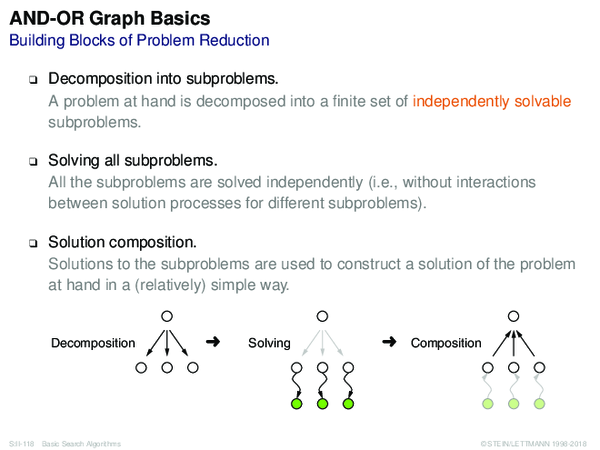 AND-OR Graph Basics
Building Blocks of Problem Reduction
❑ Decomposition into subproblems.
A problem at hand is decomposed into a finite set of independently solvable
subproblems.
❑ Solving all subproblems.
All the subproblems are solved independently (i.e., without interactions
between solution processes for different subproblems).
❑ Solution composition.
Solutions to the subproblems are used to construct a solution of the problem
at hand in a (relatively) simple way.
Decomposition ➜ Solving ➜ Composition
S:II-118 Basic Search Algorithms © STEIN/LETTMANN 1998-2018